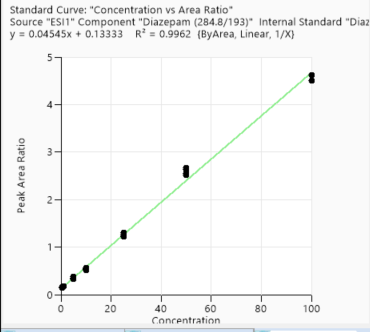 Standard Curve: "Concentration vs Area Ratio"
Source "ESI1" Component "Diazepam (284.8/193)" Internal Standard "Diaz
y = 0.04545x + 0.13333 R² = 0.9962 (ByArea, Linear, 1/X)
5
4
3
2
1
0
Peak Area Ratio
0 20 40 60 80 100
Concentration